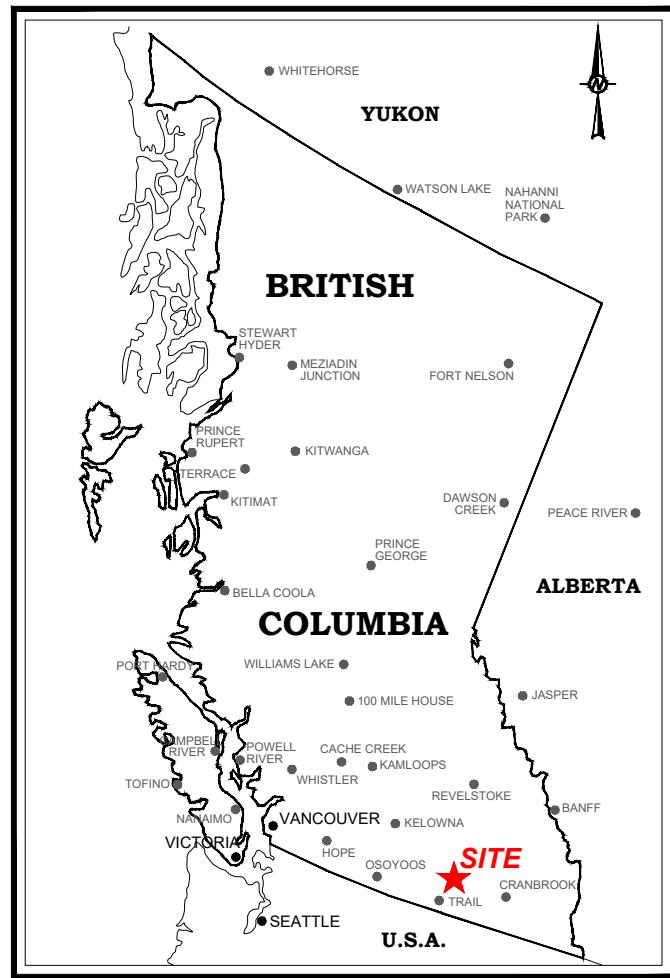 WHITEHORSE
YUKON
N
WATSON LAKE
NAHANNI
NATIONAL
PARK
BRITISH
STEWART
HYDER
MEZIADIN
JUNCTION
FORT NELSON
PRINCE
RUPERT
KITWANGA
TERRACE
KITIMAT
DAWSON
CREEK
PEACE RIVER
PRINCE
GEORGE
ALBERTA
BELLA COOLA
COLUMBIA
PORT HARDY
WILLIAMS LAKE
JASPER
100 MILE HOUSE
CAMPBELL
RIVER
POWELL
RIVER
CACHE CREEK
WHISTLER
KAMLOOPS
TOFINO
REVELSTOKE
BANFF
NANAIMO
VANCOUVER
KELOWNA
VICTORIA
HOPE
OSOYOOS
SITE
CRANBROOK
TRAIL
SEATTLE
U.S.A.